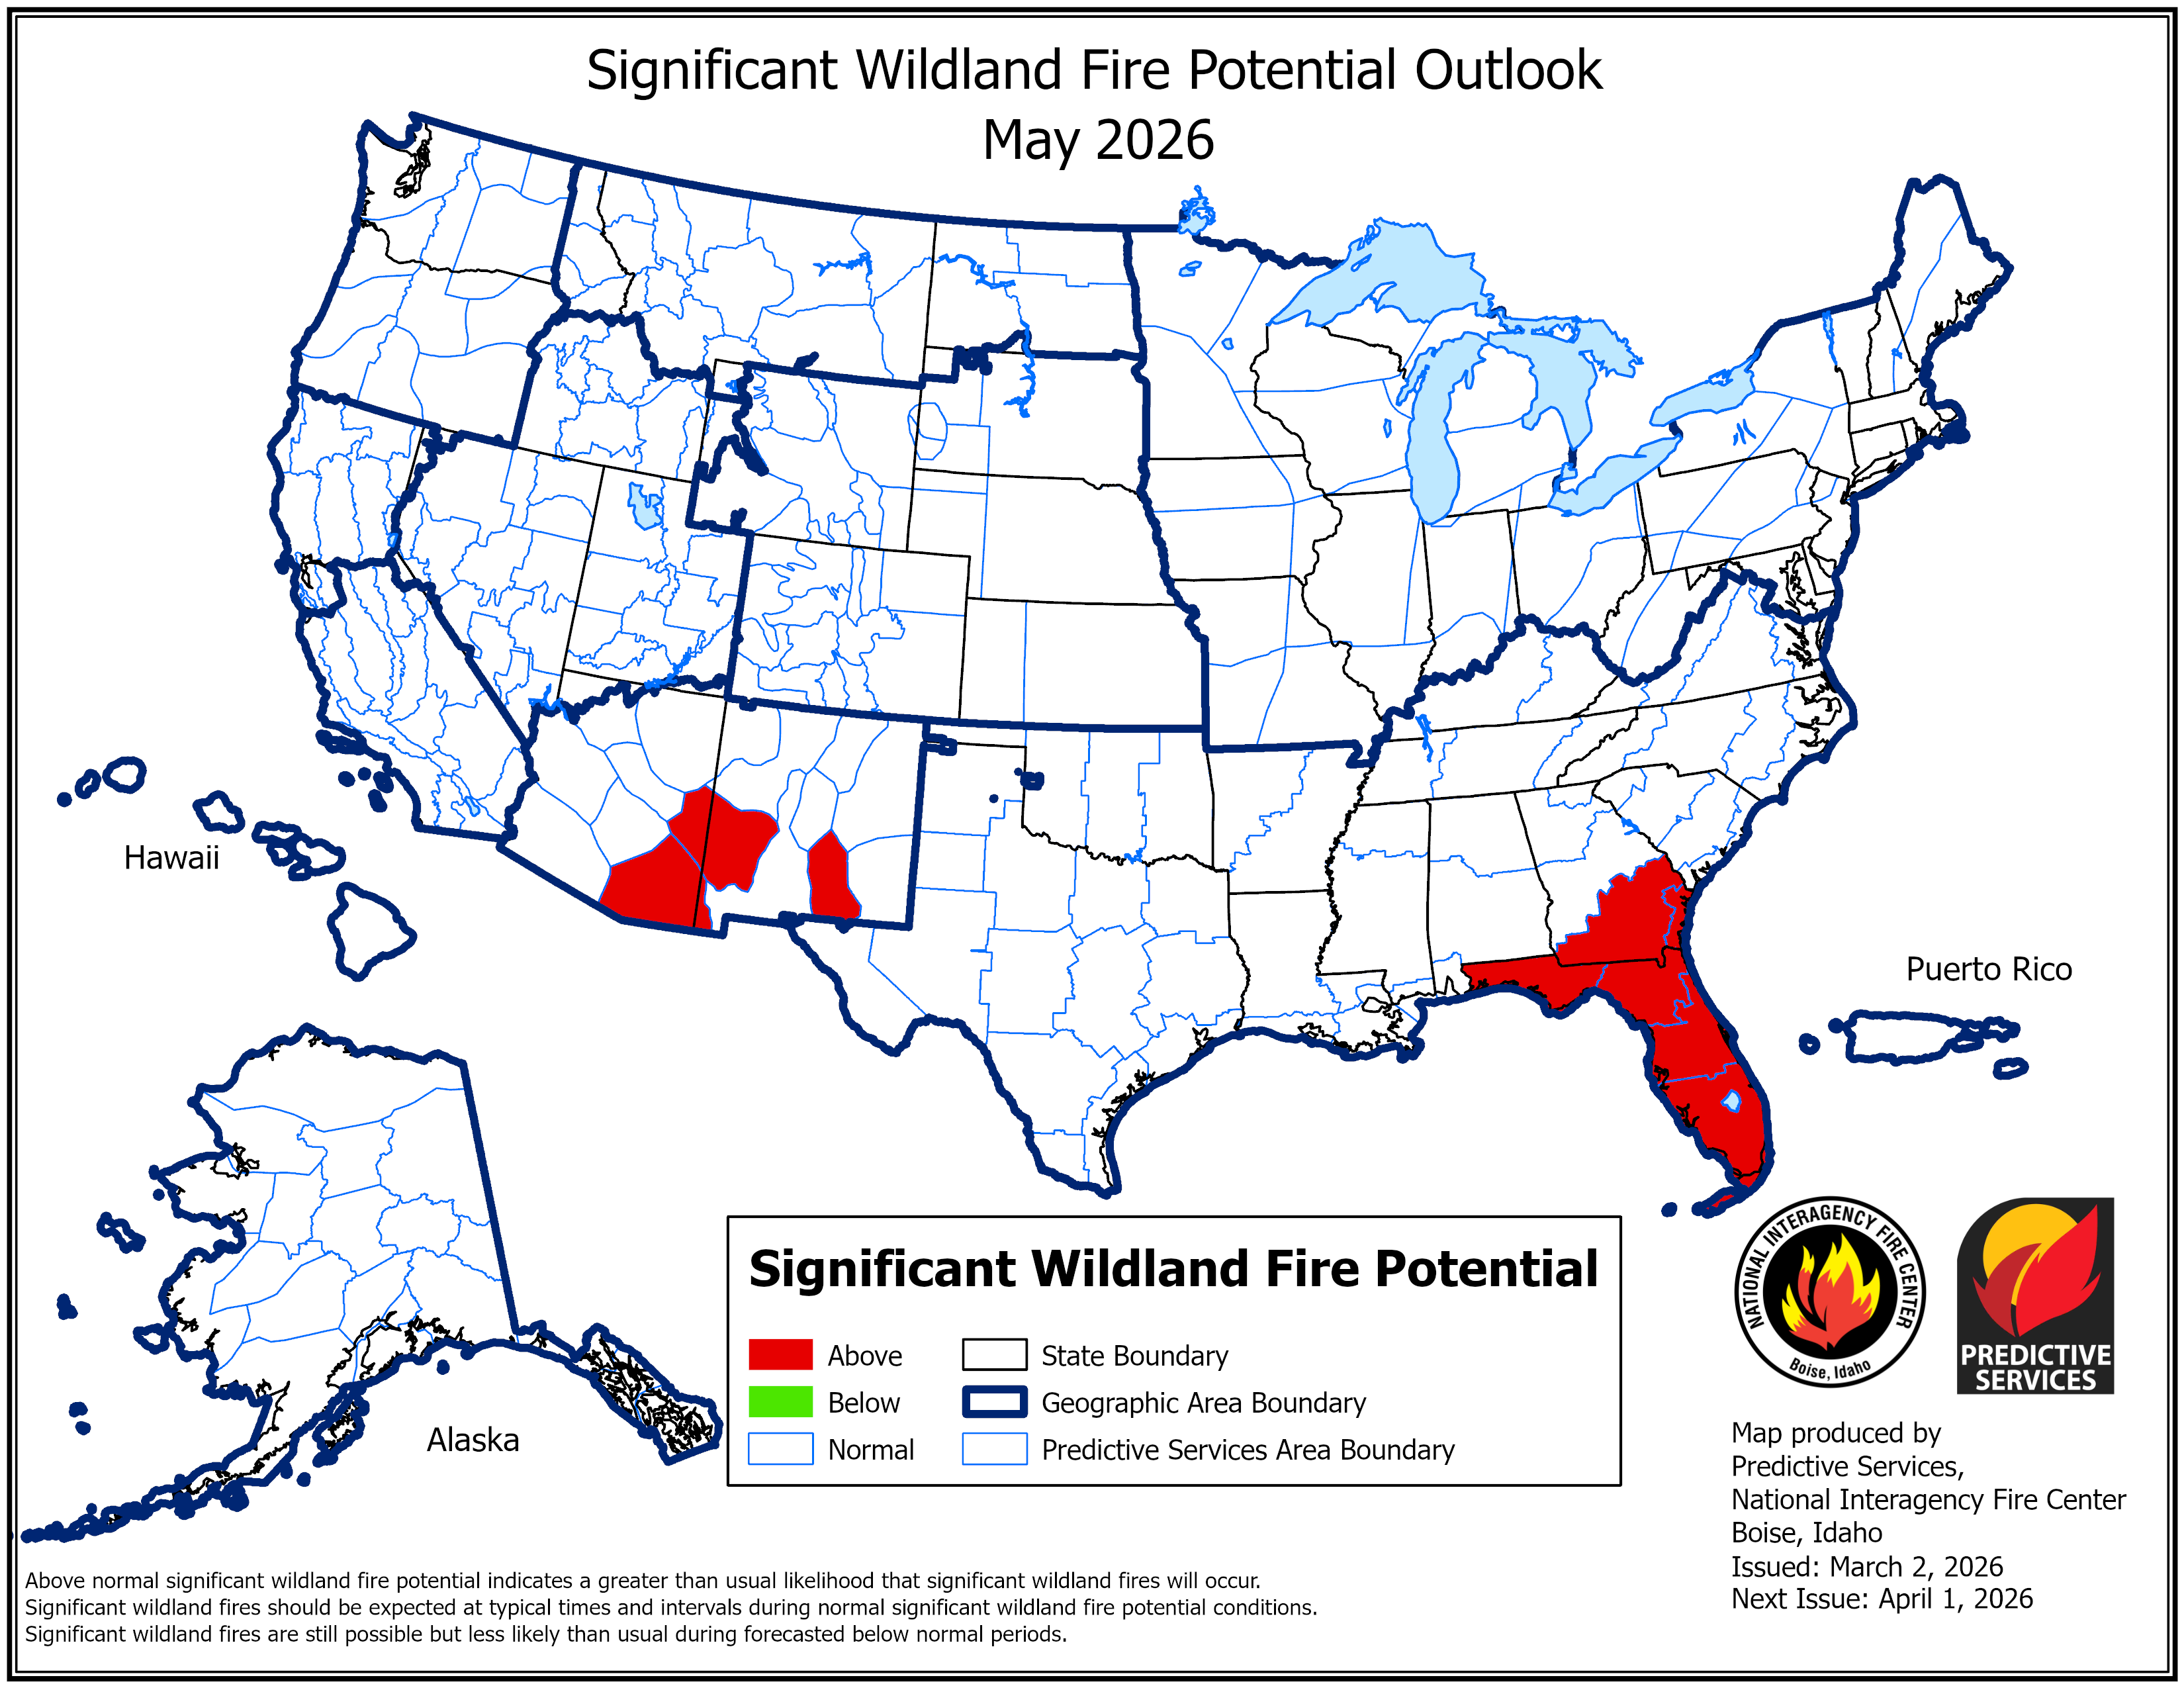 Significant Wildland Fire Potential Outlook
May 2026
Hawaii
Puerto Rico
Alaska
Significant Wildland Fire Potential
Above
Below
Normal
State Boundary
Geographic Area Boundary
Predictive Services Area Boundary
NATIONAL INTERAGENCY FIRE CENTER
Boise, Idaho
PREDICTIVE
SERVICES
Map produced by
Predictive Services,
National Interagency Fire Center
Boise, Idaho
Issued: March 2, 2026
Next Issue: April 1, 2026
Above normal significant wildland fire potential indicates a greater than usual likelihood that significant wildland fires will occur.
Significant wildland fires should be expected at typical times and intervals during normal significant wildland fire potential conditions.
Significant wildland fires are still possible but less likely than usual during forecasted below normal periods.